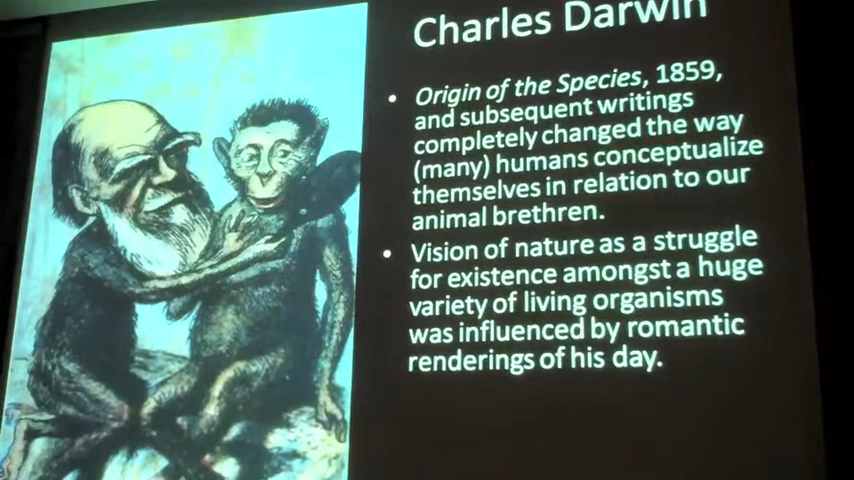 Charles Darwin
• Origin of the Species, 1859,
and subsequent writings
completely changed the way
(many) humans conceptualize
themselves in relation to our
animal brethren.
• Vision of nature as a struggle
for existence amongst a huge
variety of living organisms
was influenced by romantic
renderings of his day.